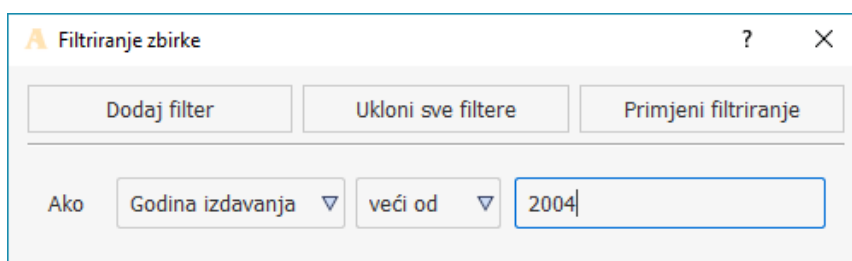 Filtriranje zbirke ?
Dodaj filter Ukloni sve filtere Primjeni filtriranje
Ako Godina izdavanja veći od 2004